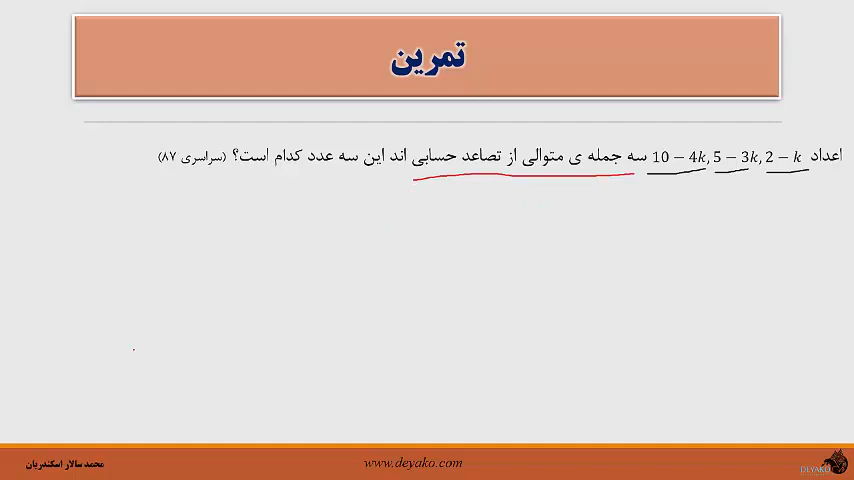 تمرین
اعداد 10 − 4k, 5 − 3k, 2 − k سه جمله ی متوالی از تصاعد حسابی اند این سه عدد کدام است؟ (سراسری ۸۷)
محمد سالار اسکندریان
www.deyako.com
DEYAKO